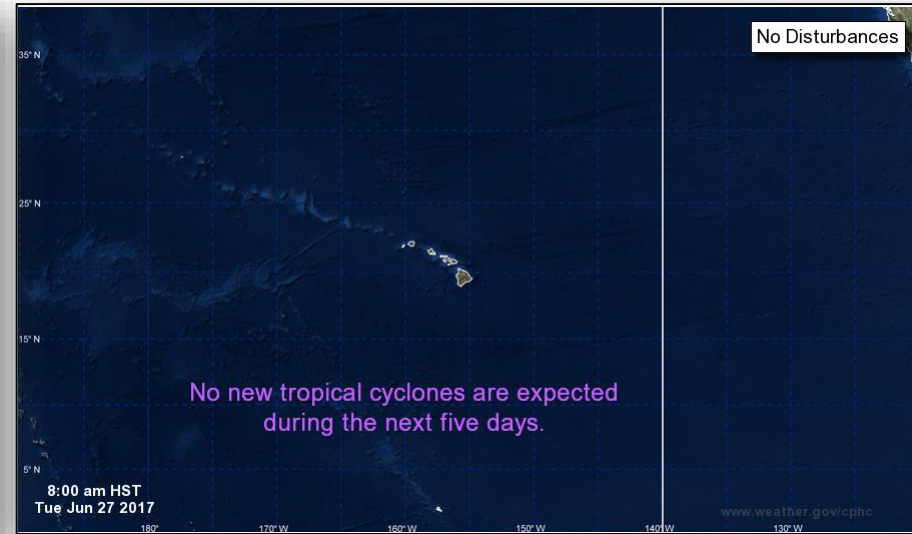 No Disturbances
35° N
25° N
15° N
No new tropical cyclones are expected
during the next five days.
5° N
8:00 am HST
Tue Jun 27 2017
www.weather.gov/cphc
180°
170° W
160° W
150° W
140° W
130° W